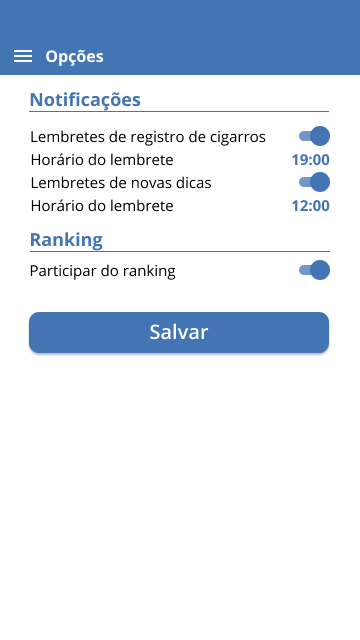 Opções
Notificações
Lembretes de registro de cigarros
Horário do lembrete 19:00
Lembretes de novas dicas
Horário do lembrete 12:00
Ranking
Participar do ranking
Salvar